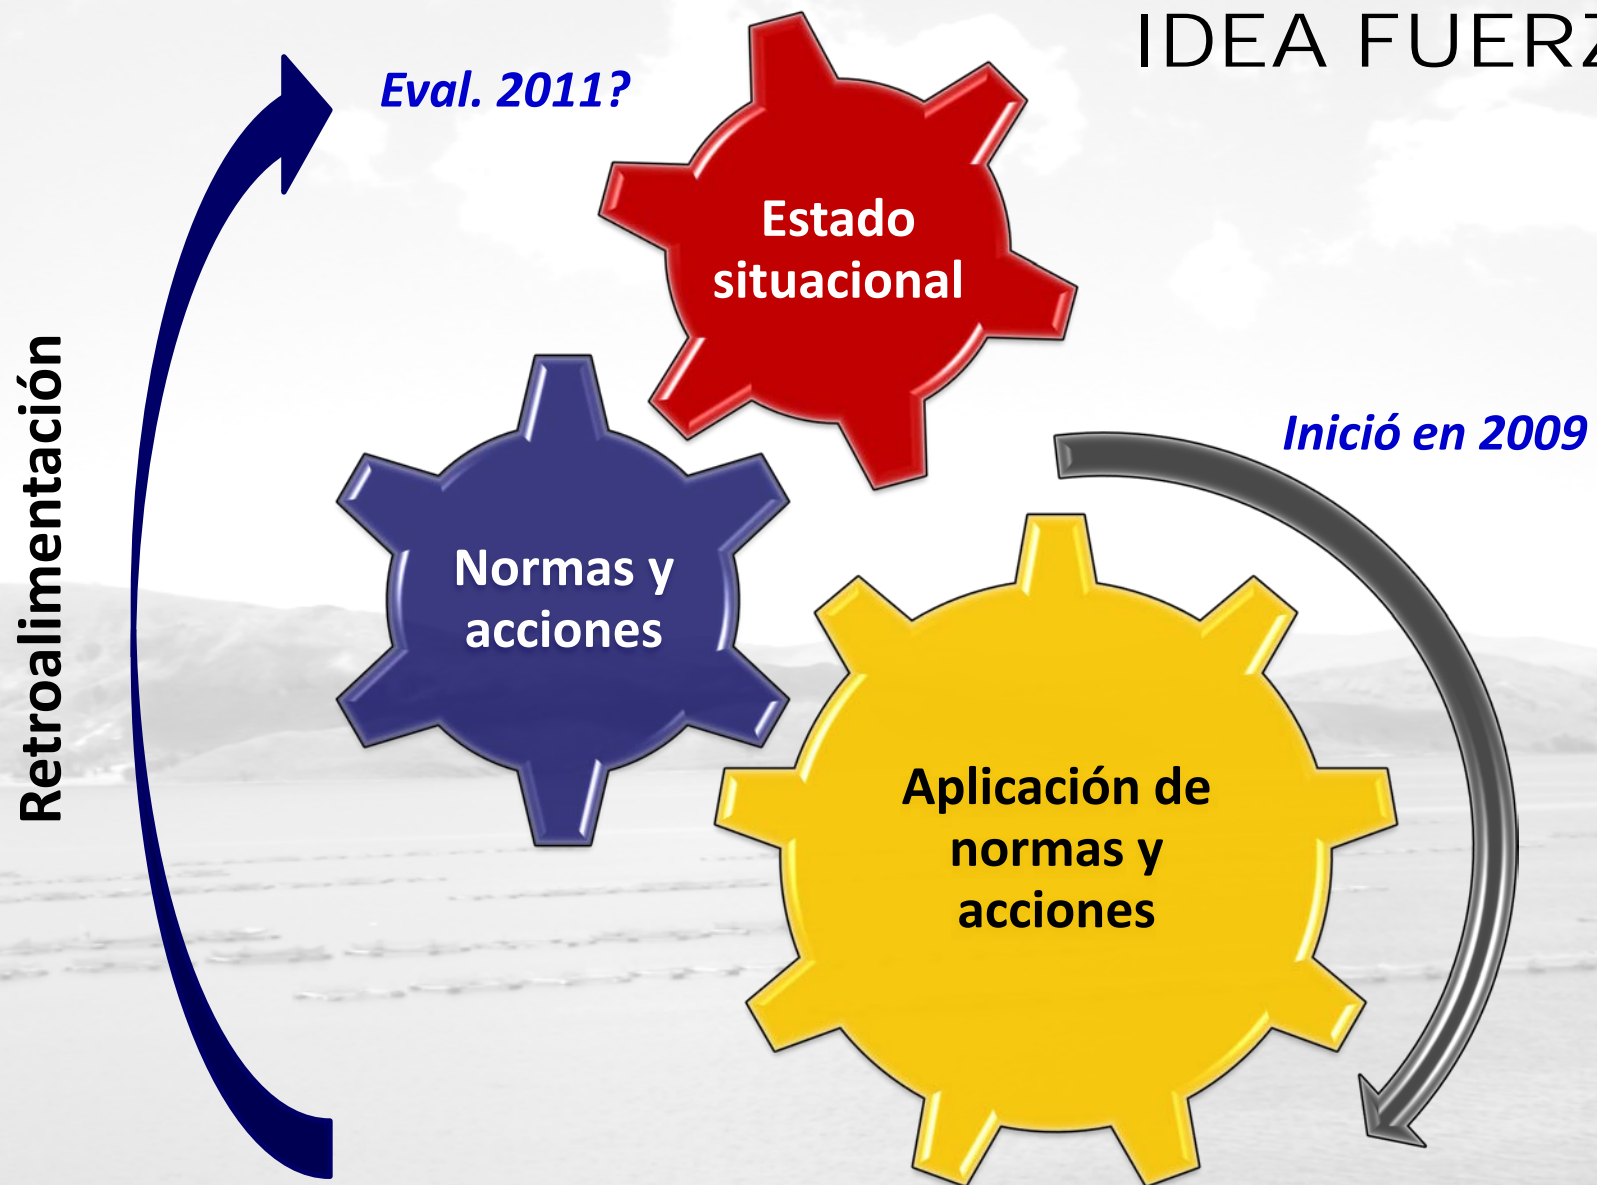 IDEA FUERZ
Eval. 2011?
Estado
situacional
Retroalimentación
Inició en 2009
Normas y
acciones
Aplicación de
normas y
acciones